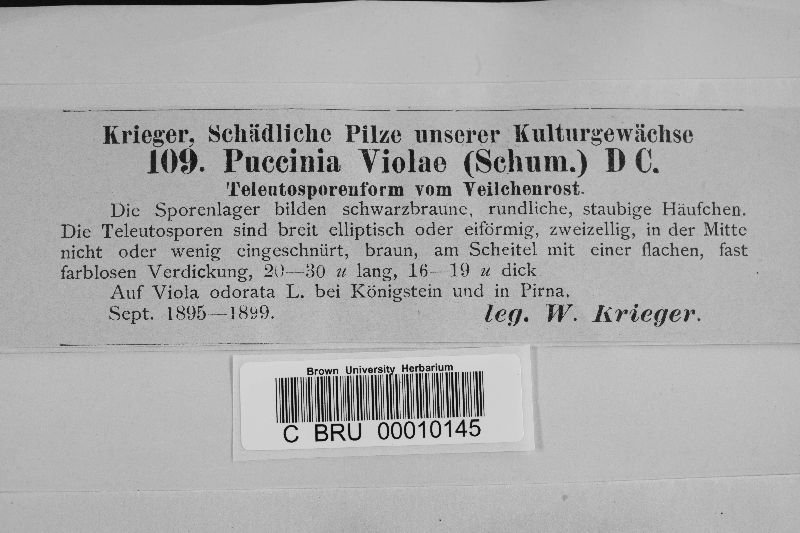 Krieger, Schädliche Pilze unserer Kulturgewächse
109. Puccinia Violae (Schum.) D C.
Teleutosporenform vom Veilchenrost.
Die Sporenlager bilden schwarzbraune, rundliche, staubige Häufchen.
Die Teleutosporen sind breit elliptisch oder eiförmig, zweizellig, in der Mitte
nicht oder wenig eingeschnürt, braun, am Scheitel mit einer flachen, fast
farblosen Verdickung, 20—30 u lang, 16—19 u dick
Auf Viola odorata L. bei Königstein und in Pirna.
Sept. 1895—1899. leg. W. Krieger.
Brown University Herbarium
C BRU 00010145